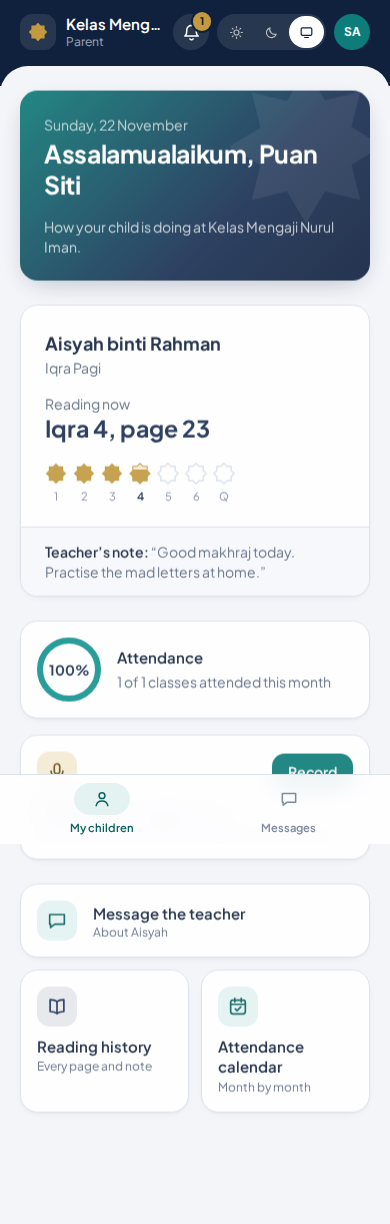 Kelas Meng...
Parent
1
SA
Sunday, 22 November
Assalamualaikum, Puan
Siti
How your child is doing at Kelas Mengaji Nurul
Iman.
Aisyah binti Rahman
Iqra Pagi
Reading now
Iqra 4, page 23
1 2 3 4 5 6 Q
Teacher's note: "Good makhraj today.
Practise the mad letters at home."
100%
Attendance
1 of 1 classes attended this month
Record
My children
Messages
Message the teacher
About Aisyah
Reading history
Every page and note
Attendance
calendar
Month by month